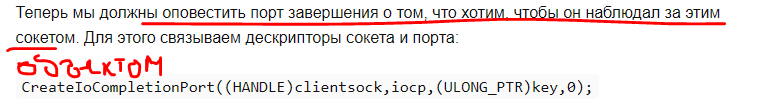 Теперь мы должны оповестить порт завершения о том, что хотим, чтобы он наблюдал за этим
сокетом. Для этого связываем дескрипторы сокета и порта:
ОБЪЕКТОМ
CreateIoCompletionPort((HANDLE)clientsock,iocp,(ULONG_PTR)key,0);